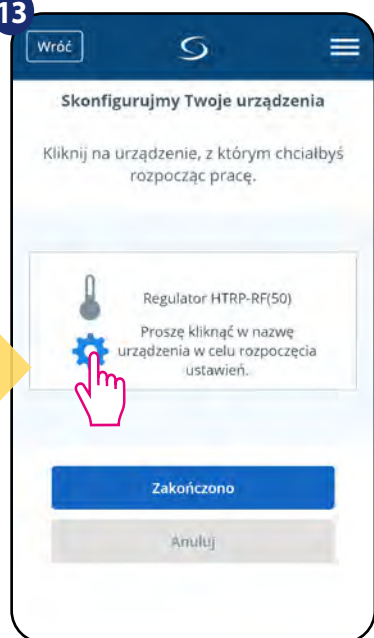 13
Wróć
Skonfigurujmy Twoje urządzenia
Kliknij na urządzenie, z którym chciałbyś
rozpocząc pracę.
Regulator HTRP-RF(50)
Proszę kliknąć w nazwę
urządzenia w celu rozpoczęcia
ustawień.
Zakończono
Anuluj